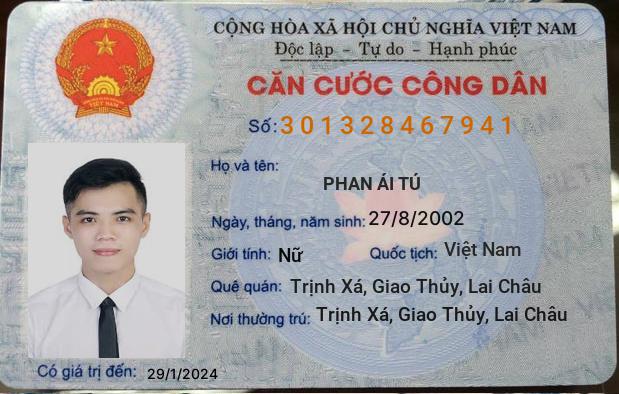 CỘNG HÒA XÃ HỘI CHỦ NGHĨA VIỆT NAM
Độc lập - Tự do - Hạnh phúc
CĂN CƯỚC CÔNG DÂN
Số: 301328467941
Họ và tên:
PHAN ÁI TÚ
Ngày, tháng, năm sinh: 27/8/2002
Giới tính: Nữ Quốc tịch: Việt Nam
Quê quán: Trịnh Xá, Giao Thủy, Lai Châu
Nơi thường trú: Trịnh Xá, Giao Thủy, Lai Châu
Có giá trị đến: 29/1/2024
VIỆT NAM